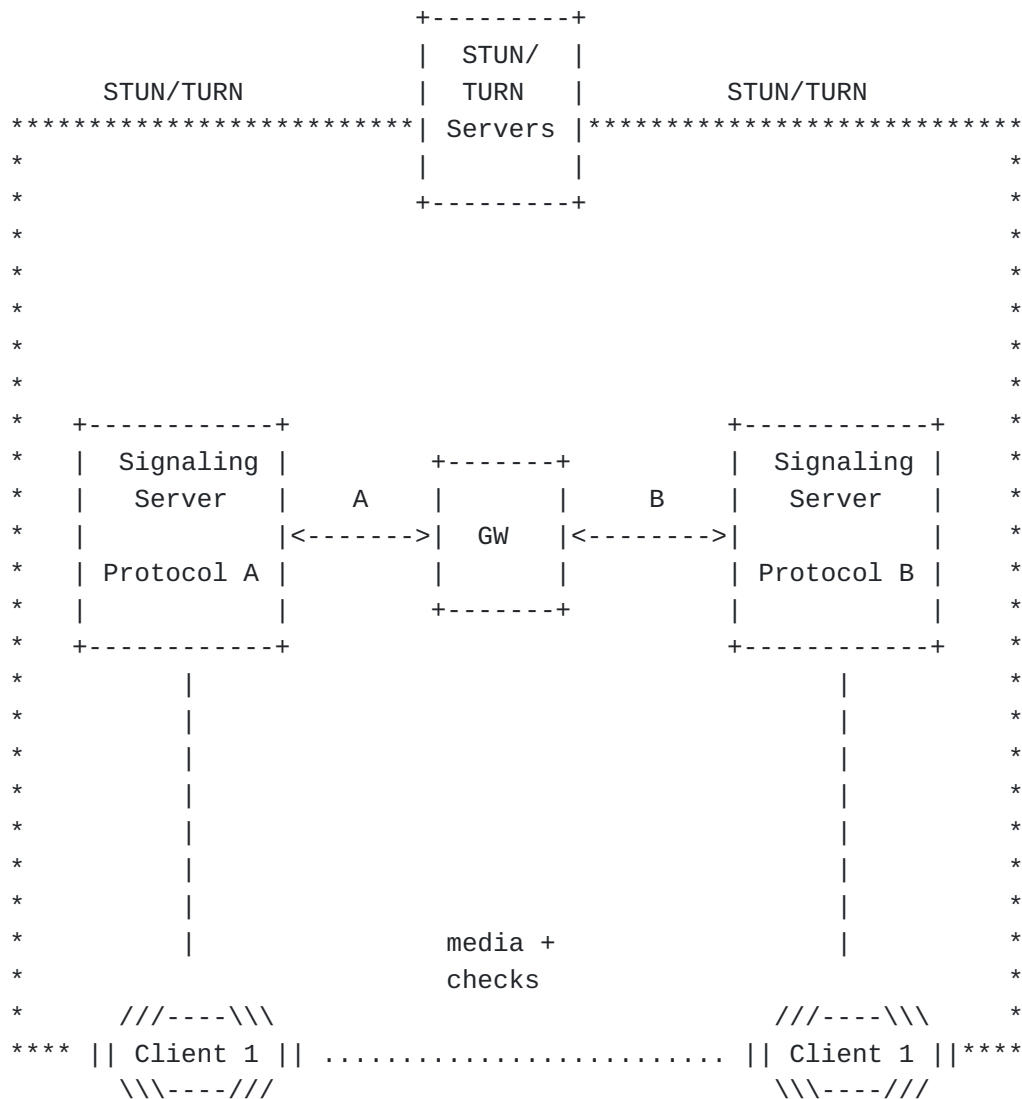 STUN/
STUN/TURN TURN STUN/TURN
Servers
Signaling Signaling
Server A B Server
GW
Protocol A Protocol B
media +
checks
Client 1 Client 1